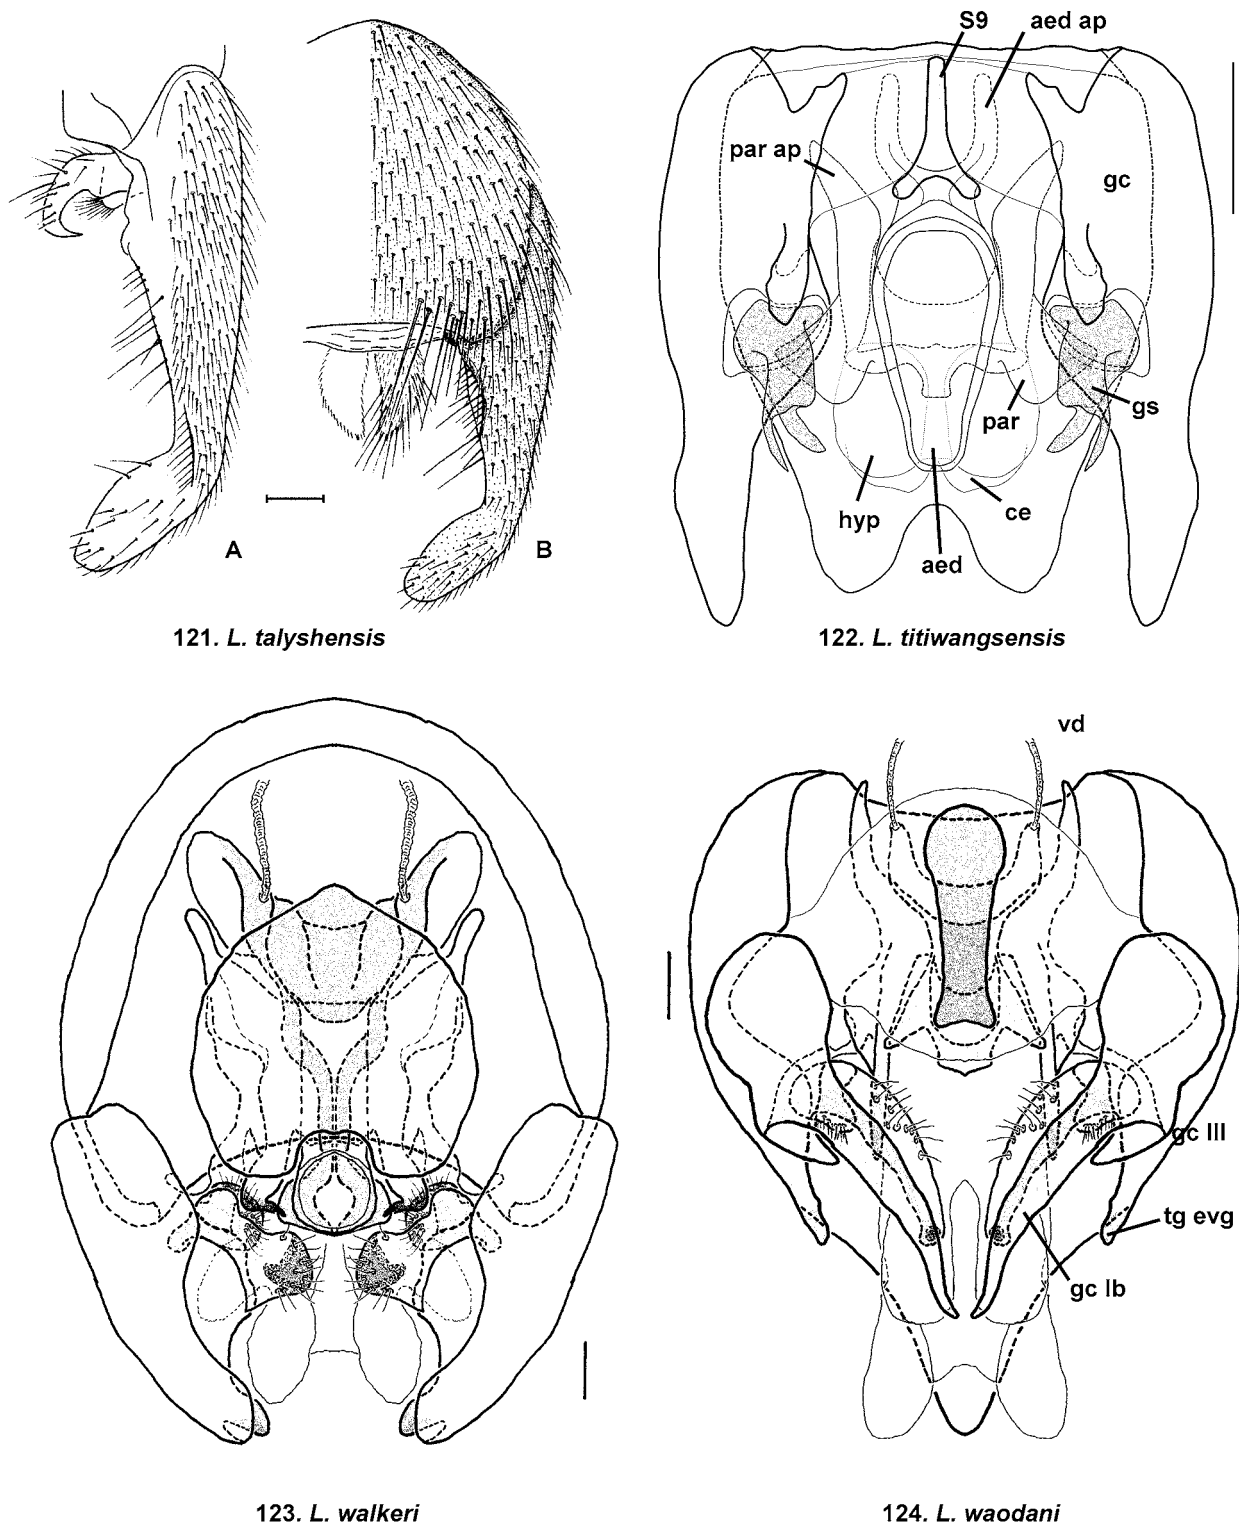 S9
aed ap
par ap
gc
par
gs
hyp
ce
aed
A
B
121. L. talyshensis
122. L. titiwangsensis
vd
gc III
tg evg
gc Ib
123. L. walkeri
124. L. waodani